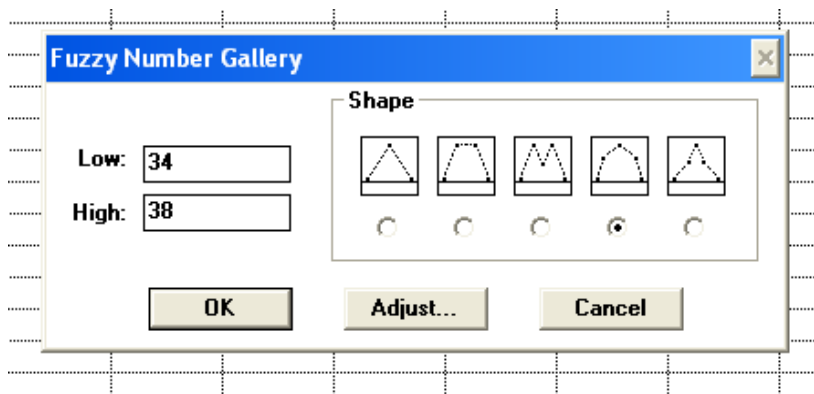 Fuzzy Number Gallery
Shape
Low: 34
High: 38
OK Adjust... Cancel